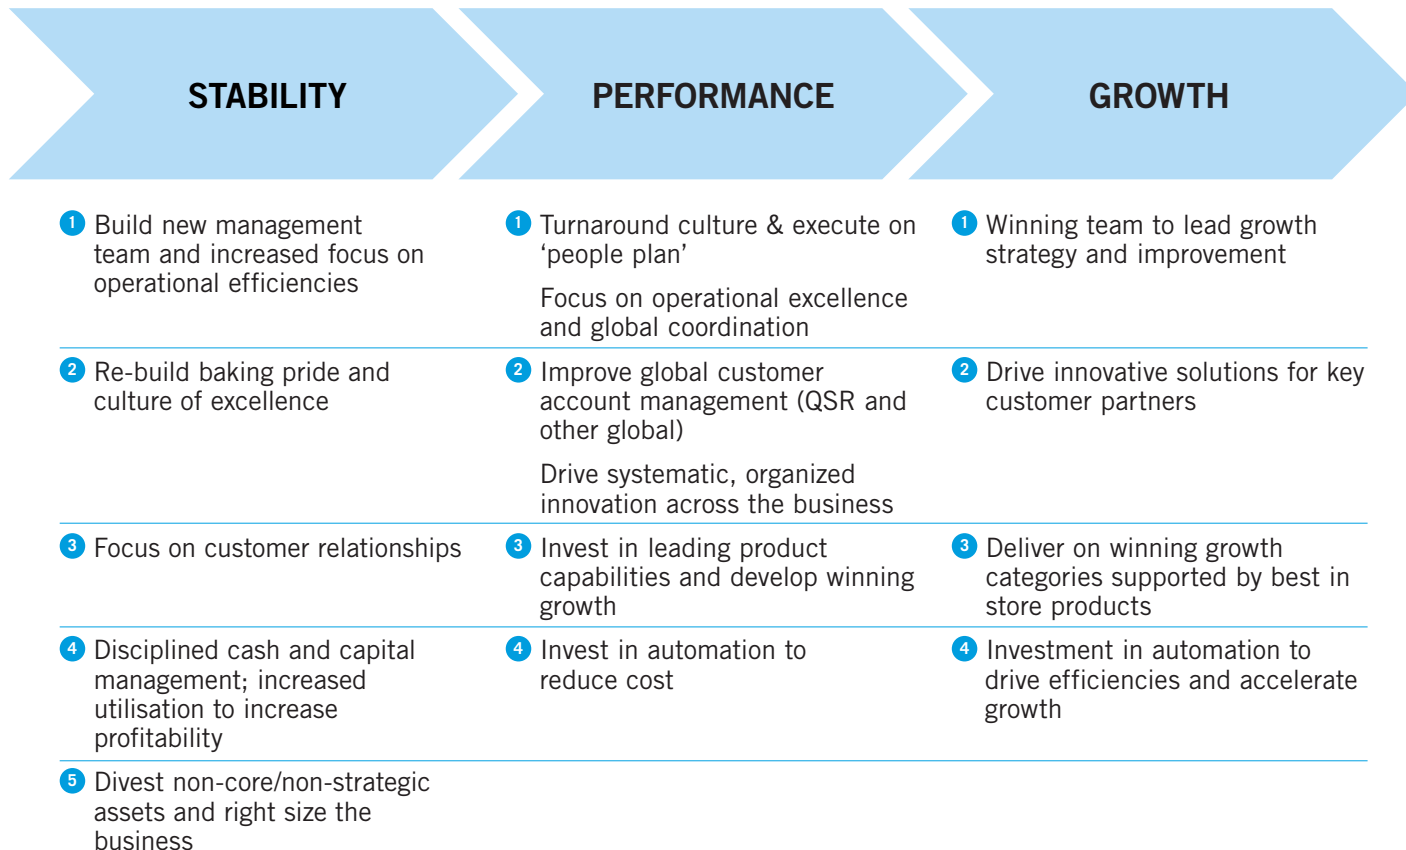 STABILITY
PERFORMANCE
GROWTH
1 Build new management
team and increased focus on
operational efficiencies
1 Turnaround culture & execute on
‘people plan’
Focus on operational excellence
and global coordination
1 Winning team to lead growth
strategy and improvement
2 Re-build baking pride and
culture of excellence
2 Improve global customer
account management (QSR and
other global)
Drive systematic, organized
innovation across the business
2 Drive innovative solutions for key
customer partners
3 Focus on customer relationships
3 Invest in leading product
capabilities and develop winning
growth
3 Deliver on winning growth
categories supported by best in
store products
4 Disciplined cash and capital
management; increased
utilisation to increase
profitability
4 Invest in automation to
reduce cost
4 Investment in automation to
drive efficiencies and accelerate
growth
5 Divest non-core/non-strategic
assets and right size the
business